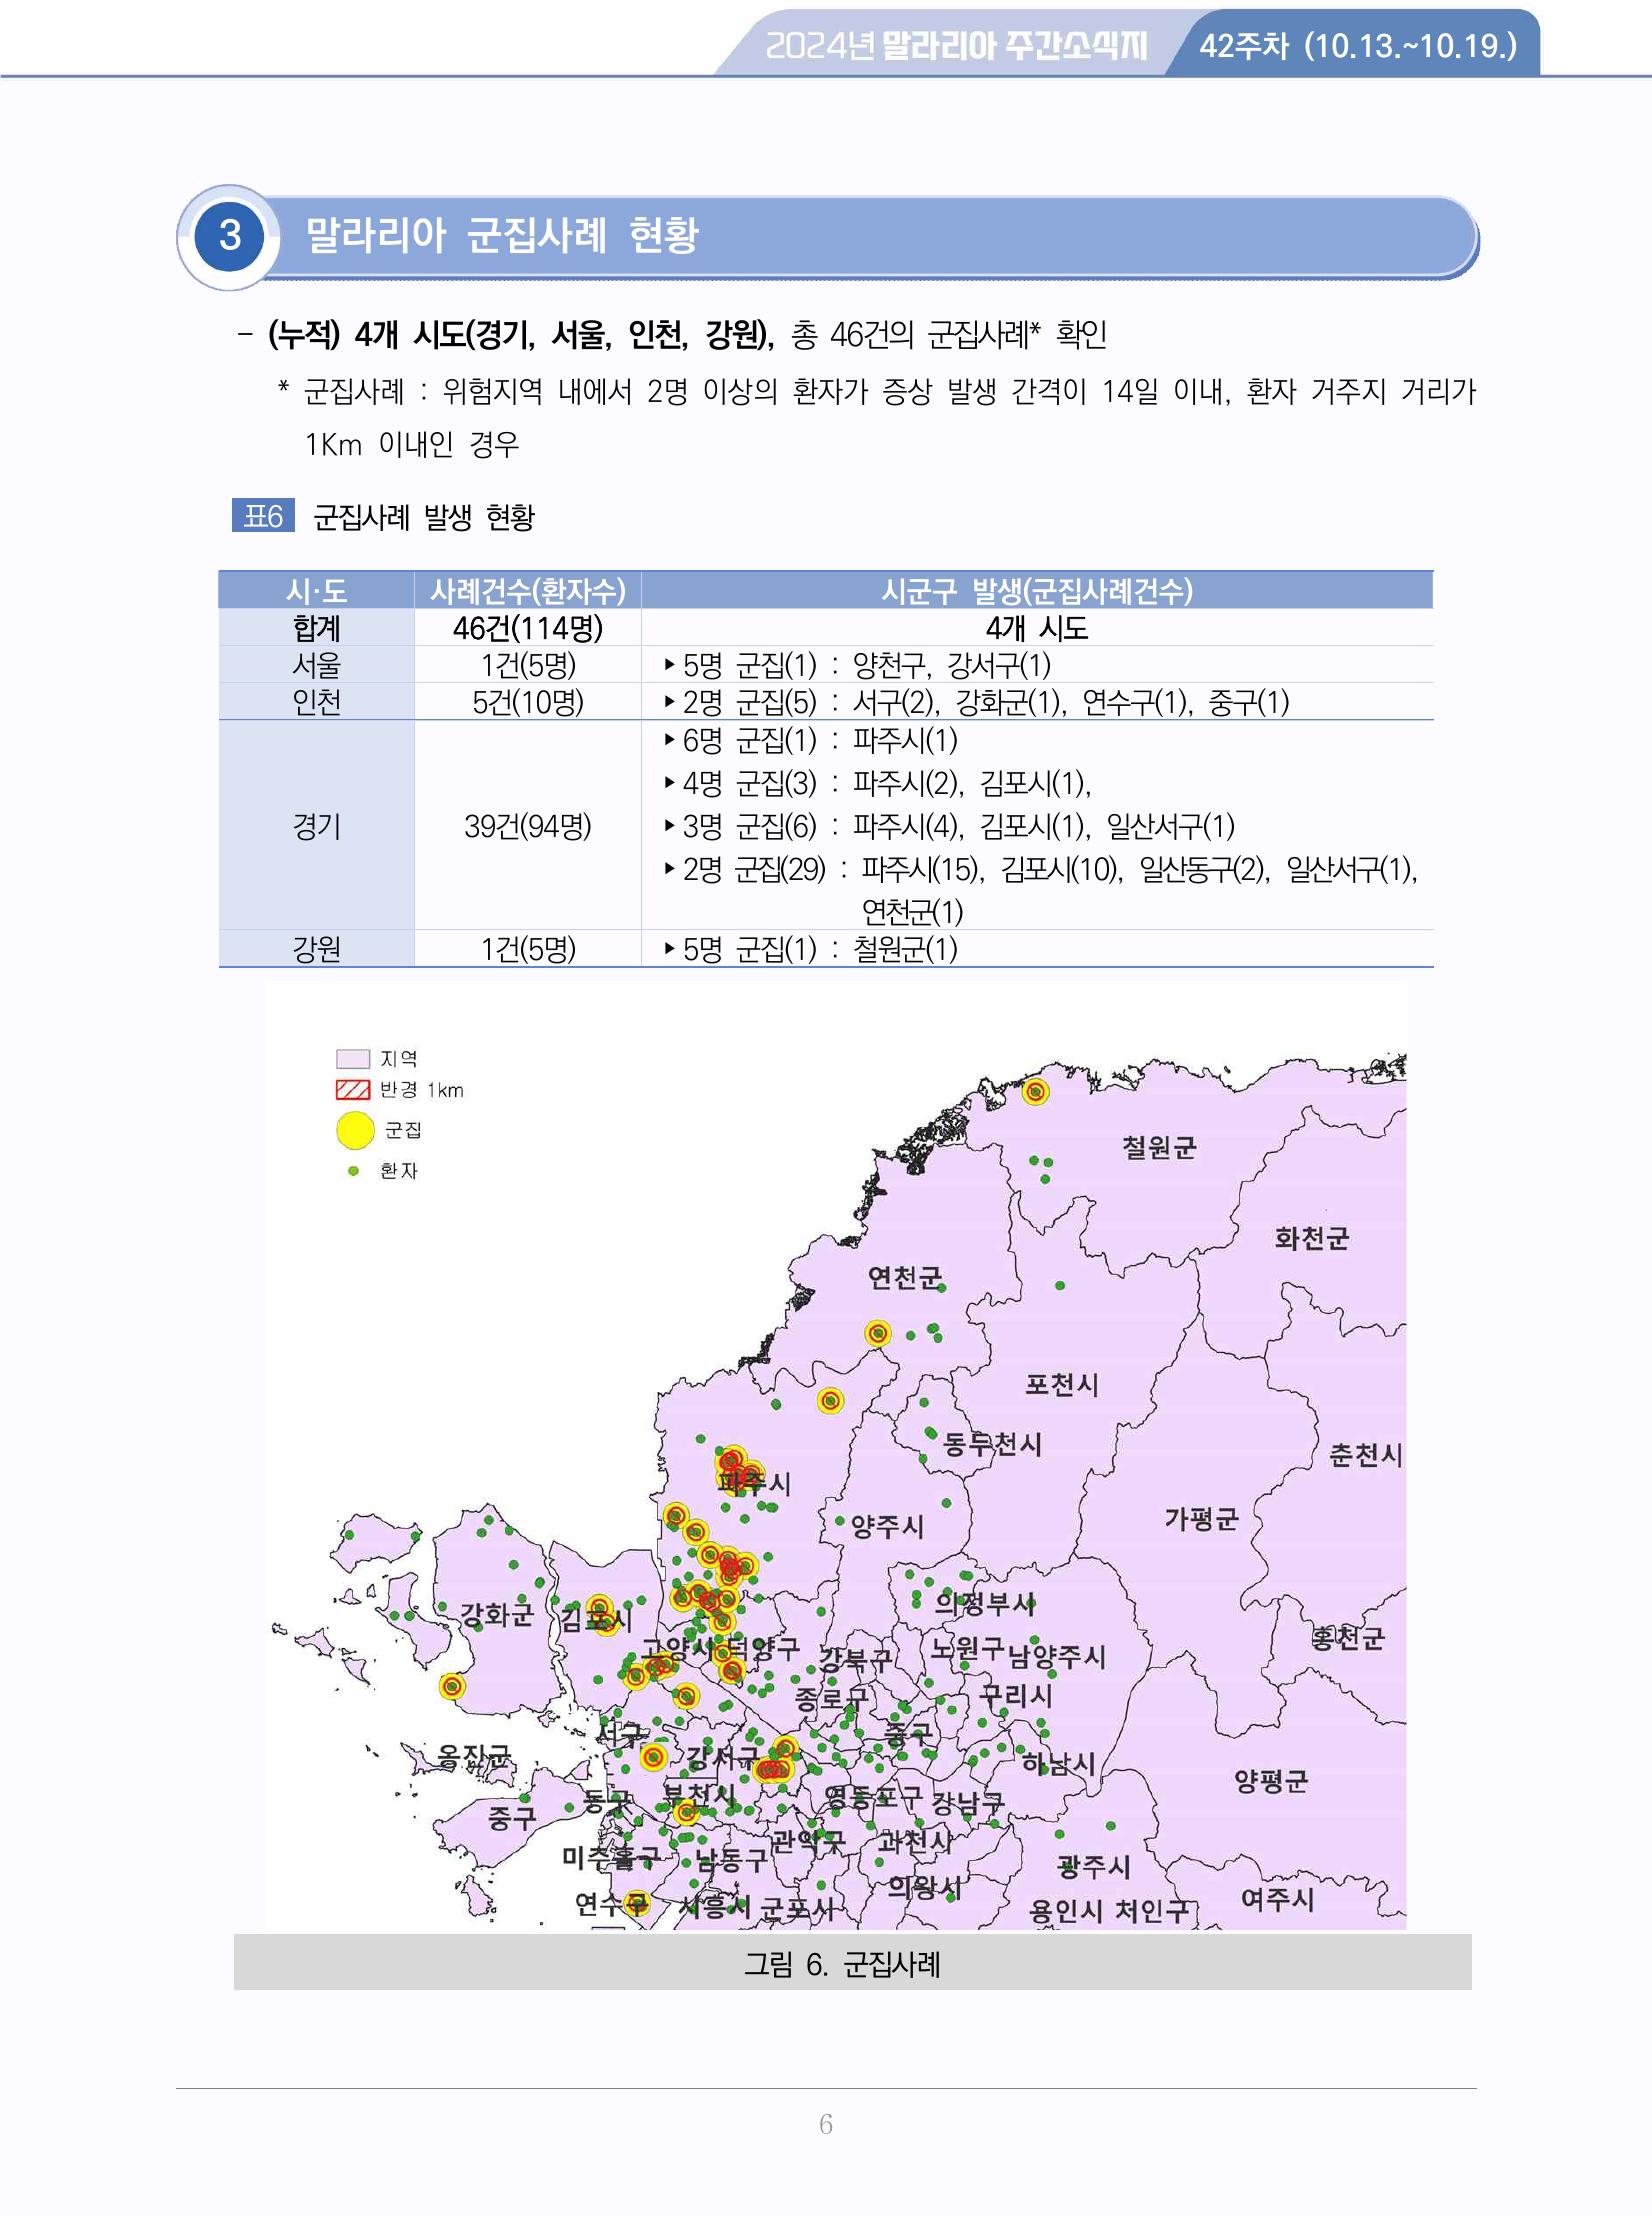 2024년 말라리아 주간소식지 42주차 (10.13.~10.19.)
3 말라리아 군집사례 현황
- (누적) 4개 시도(경기, 서울, 인천, 강원), 총 46건의 군집사례* 확인
* 군집사례 : 위험지역 내에서 2명 이상의 환자가 증상 발생 간격이 14일 이내, 환자 거주지 거리가
1Km 이내인 경우
표6 군집사례 발생 현황
시·도 사례건수(환자수) 시군구 발생(군집사례건수)
합계 46건(114명) 4개 시도
서울 1건(5명) ▸5명 군집(1) : 양천구, 강서구(1)
인천 5건(10명) ▸2명 군집(5) : 서구(2), 강화군(1), 연수구(1), 중구(1)
▸6명 군집(1) : 파주시(1)
▸4명 군집(3) : 파주시(2), 김포시(1),
경기 39건(94명) ▸3명 군집(6) : 파주시(4), 김포시(1), 일산서구(1)
▸2명 군집(29) : 파주시(15), 김포시(10), 일산동구(2), 일산서구(1),
연천군(1)
강원 1건(5명) ▸5명 군집(1) : 철원군(1)
지역
반경 1km
군집
환자
철원군
화천군
연천군
포천시
동두천시
춘천시
파주시
가평군
양주시
의정부시
강화군 김포시
홍천군
고양시 덕양구 강북구 노원구 남양주시
종로구 구리시
서구 중구
옹진군 강서구 하남시
양평군
동구 부천시 영등포구 강남구
중구
관악구 과천시
미추홀구 남동구 광주시
의왕시
여주시
연수구 시흥시 군포시 용인시 처인구
그림 6. 군집사례
6